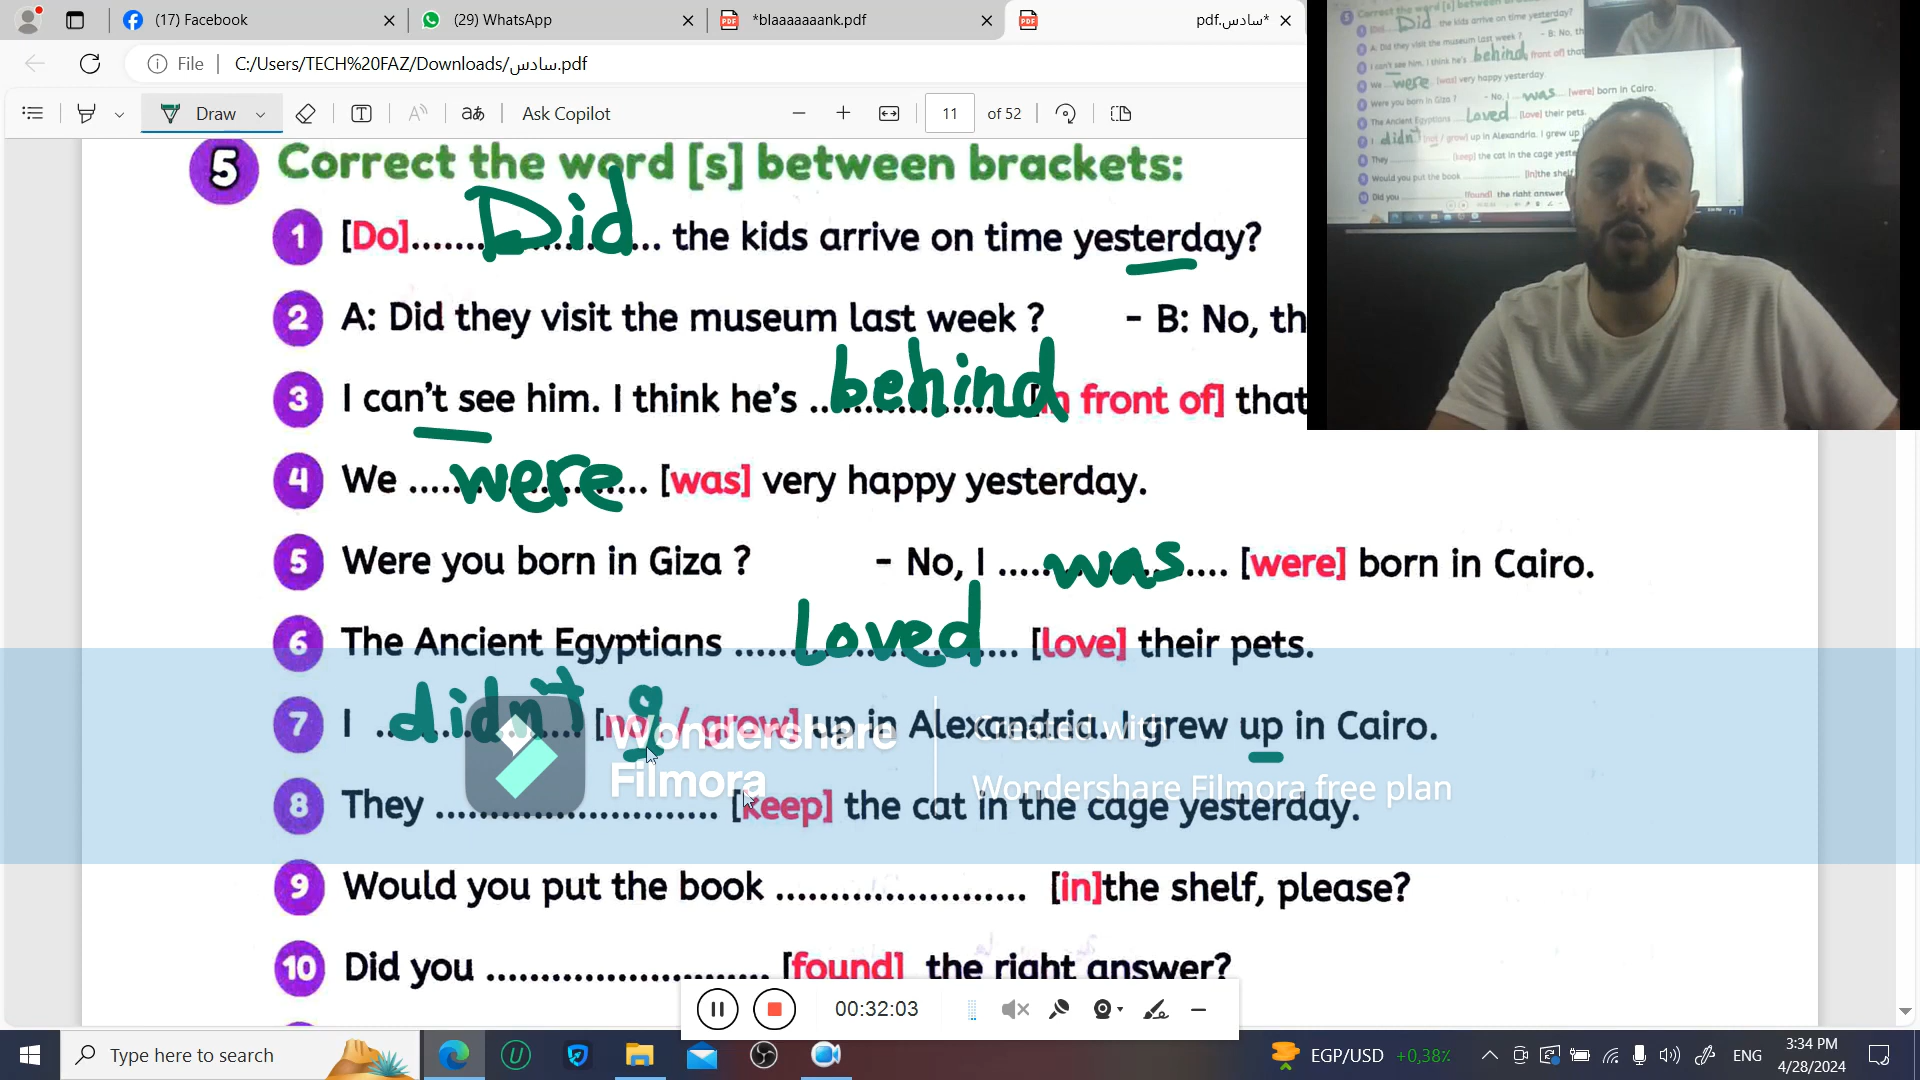 (17) Facebook
(29) WhatsApp
*blaaaaaank.pdf
*سادس.pdf
File
C:/Users/TECH%20FAZ/Downloads/سادس.pdf
Draw
Ask Copilot
11 of 52
5 Correct the word [s] between brackets:
1 [Do]..... Did ..... the kids arrive on time yesterday?
2 A: Did they visit the museum last week ? - B: No, th
3 I can't see him. I think he's ..... behind ..... [in front of] that
4 We ..... were ..... [was] very happy yesterday.
5 Were you born in Giza ? - No, I ..... was ..... [were] born in Cairo.
6 The Ancient Egyptians ..... Loved ..... [love] their pets.
7 I ..... didn't g ..... [not / grow] up in Alexandria. I grew up in Cairo.
Wondershare Filmora
Created with
Wondershare Filmora free plan
8 They .......................... [keep] the cat in the cage yesterday.
9 Would you put the book ....................... [in]the shelf, please?
10 Did you .......................... [found] the right answer?
00:32:03
Type here to search
EGP/USD +0,38%
ENG
3:34 PM
4/28/2024